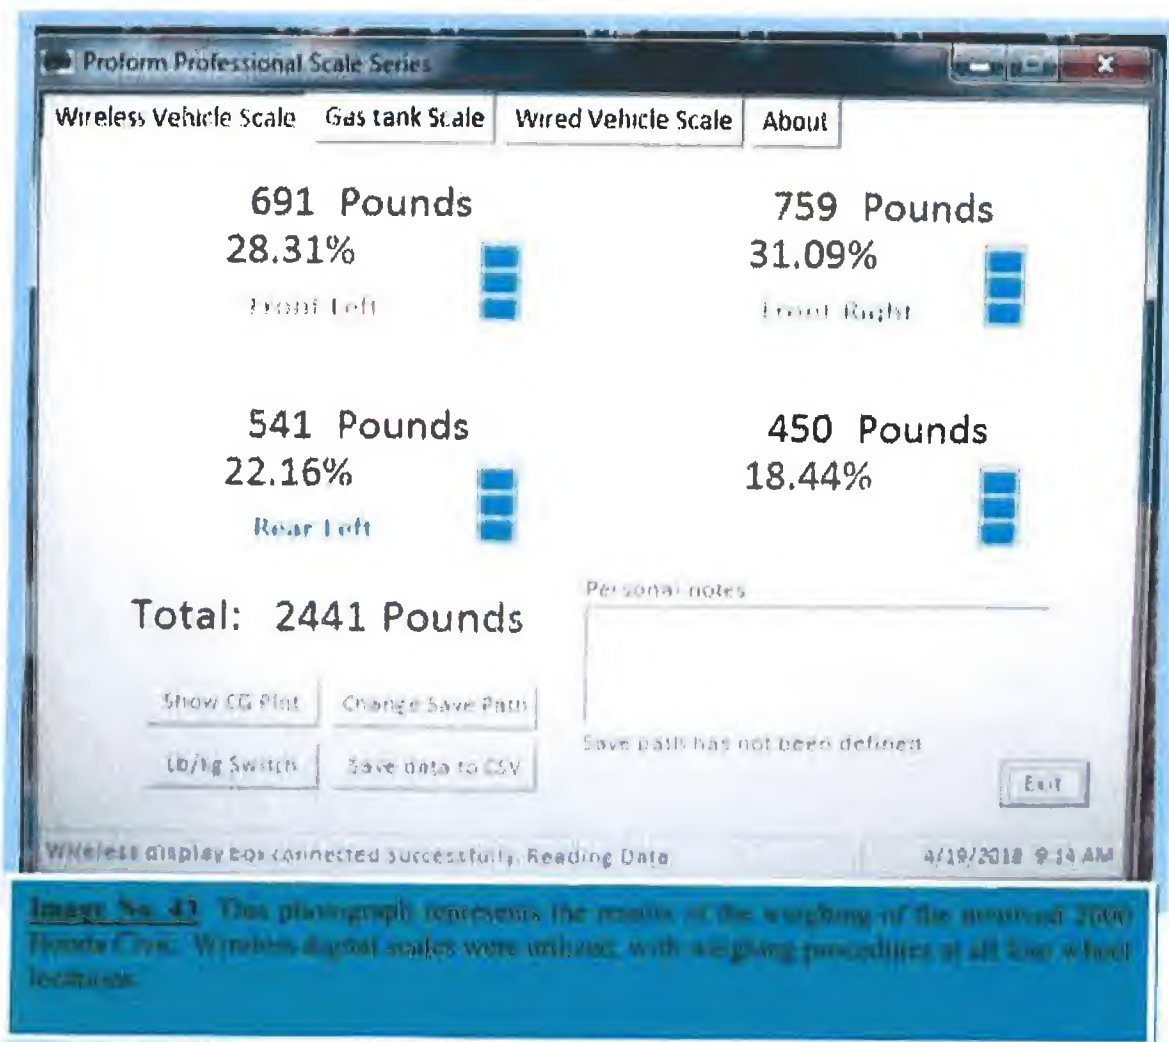 Proform Professional Scale Series
Wireless Vehicle Scale Gas tank Scale Wired Vehicle Scale About
691 Pounds 759 Pounds
28.31% 31.09%
Front Left Front Right
541 Pounds 450 Pounds
22.16% 18.44%
Rear Left
Personal notes
Total: 2441 Pounds
Show CG Plot Change Save Path
Save path has not been defined
Lb/Kg Switch Save data to CSV
Exit
Wireless display box connected successfully. Reading Data 4/19/2018 9:14 AM
Image No. 43 This photograph represents the results of the weighing of the involved 2000
Honda Civic. Wireless digital scales were utilized, with weighing procedures at all four wheel
locations.